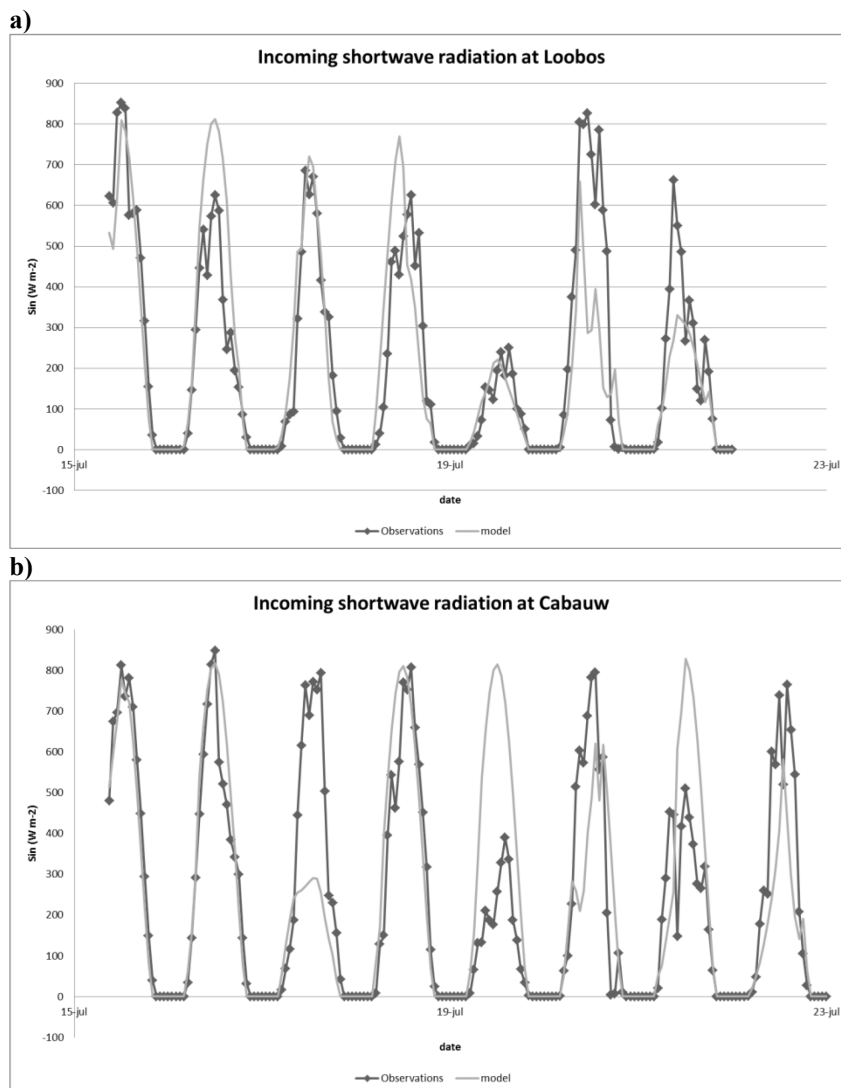 a)
Incoming shortwave radiation at Loobos
900
800
700
600
500
400
300
200
100
0
-100
Sin (W m-2)
15-jul
19-jul
23-jul
date
Observations
model
b)
Incoming shortwave radiation at Cabauw
900
800
700
600
500
400
300
200
100
0
-100
Sin (W m-2)
15-jul
19-jul
23-jul
date
Observations
model